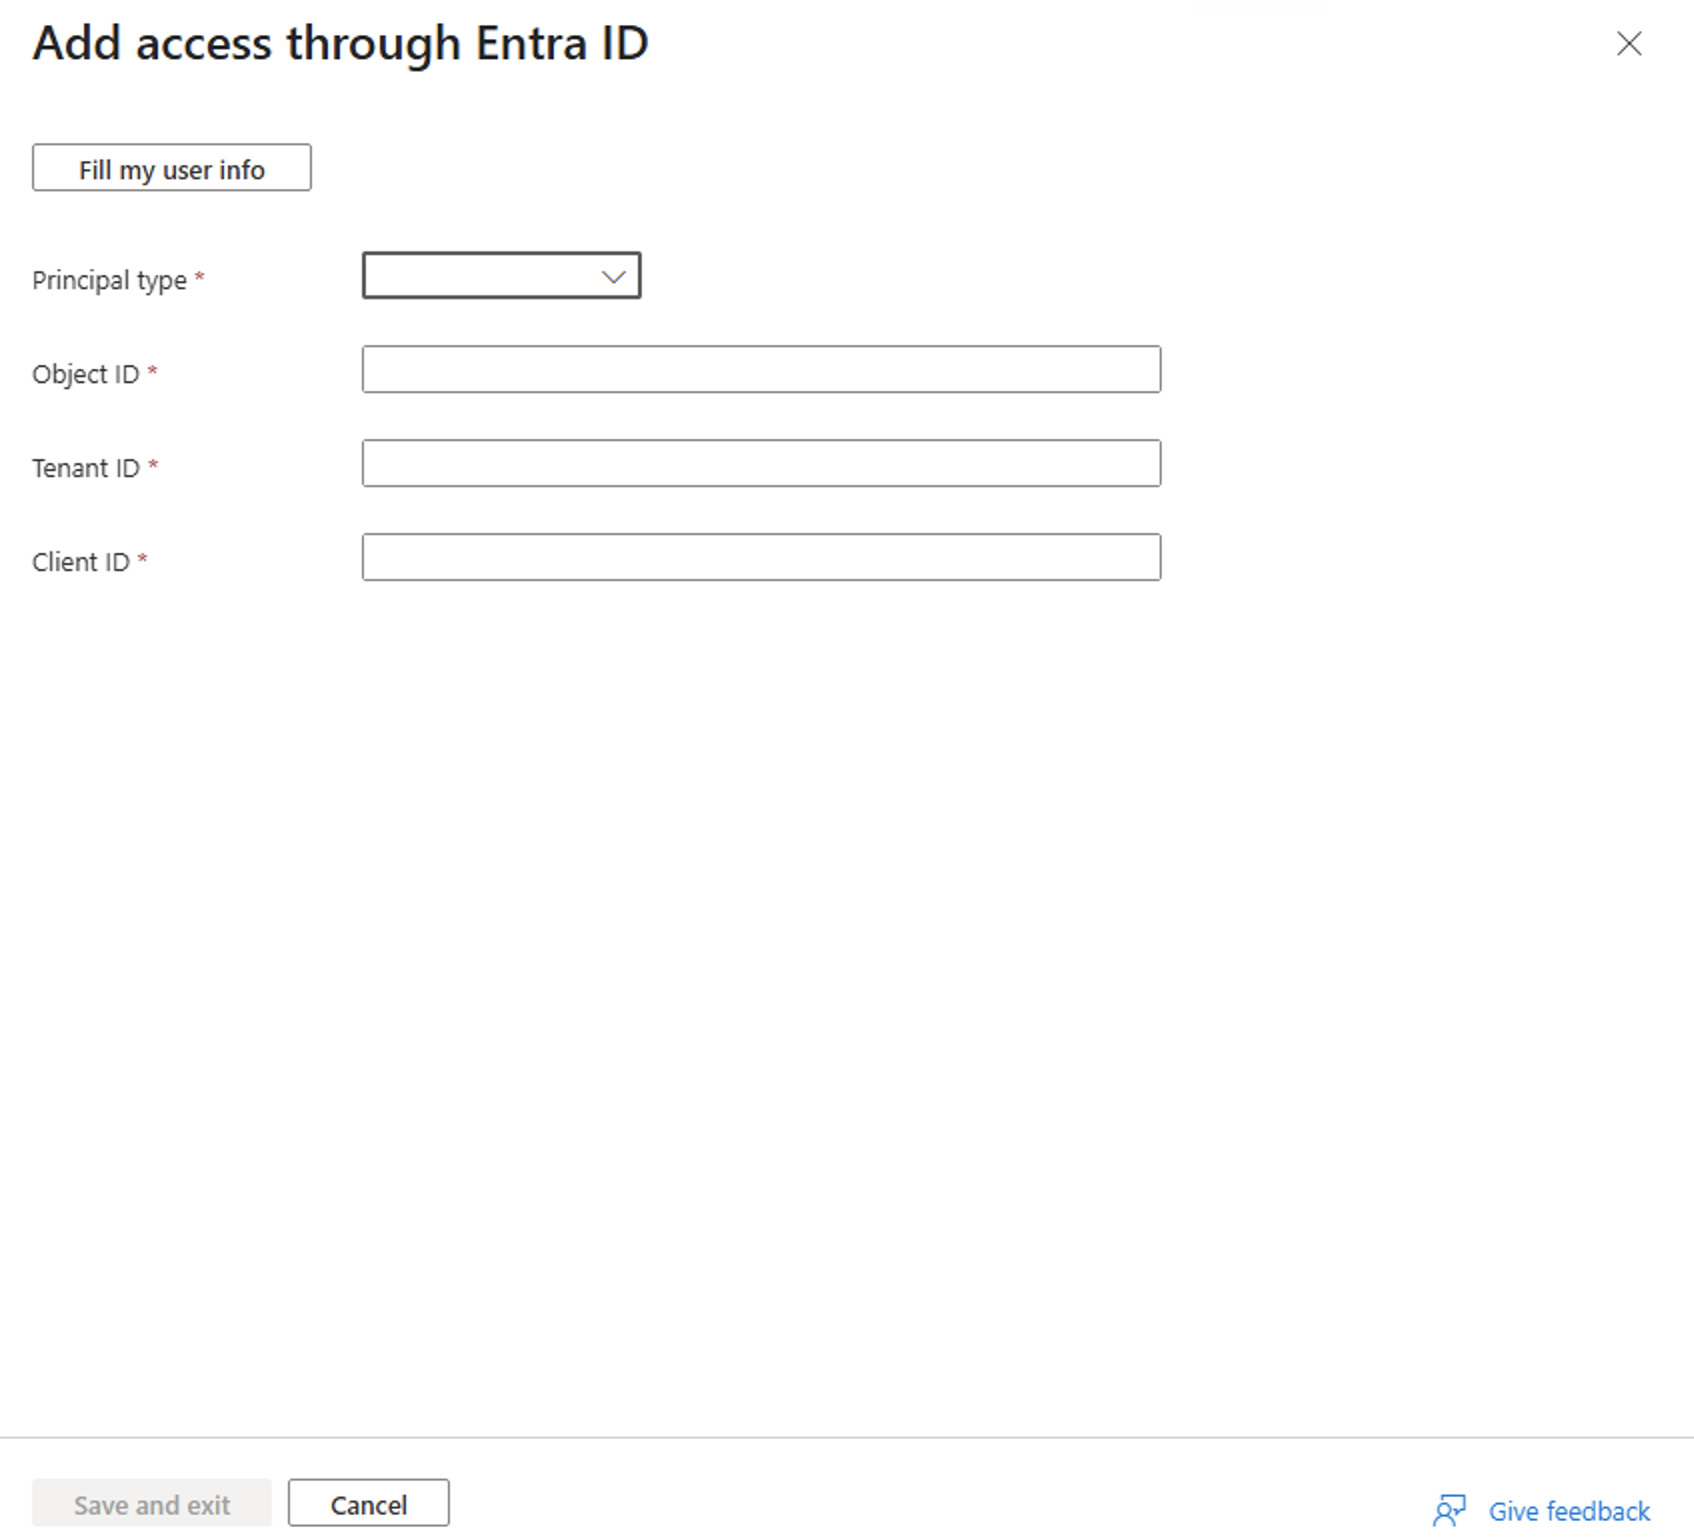 Add access through Entra ID
Fill my user info
Principal type *
Object ID *
Tenant ID *
Client ID *
Save and exit
Cancel
Give feedback